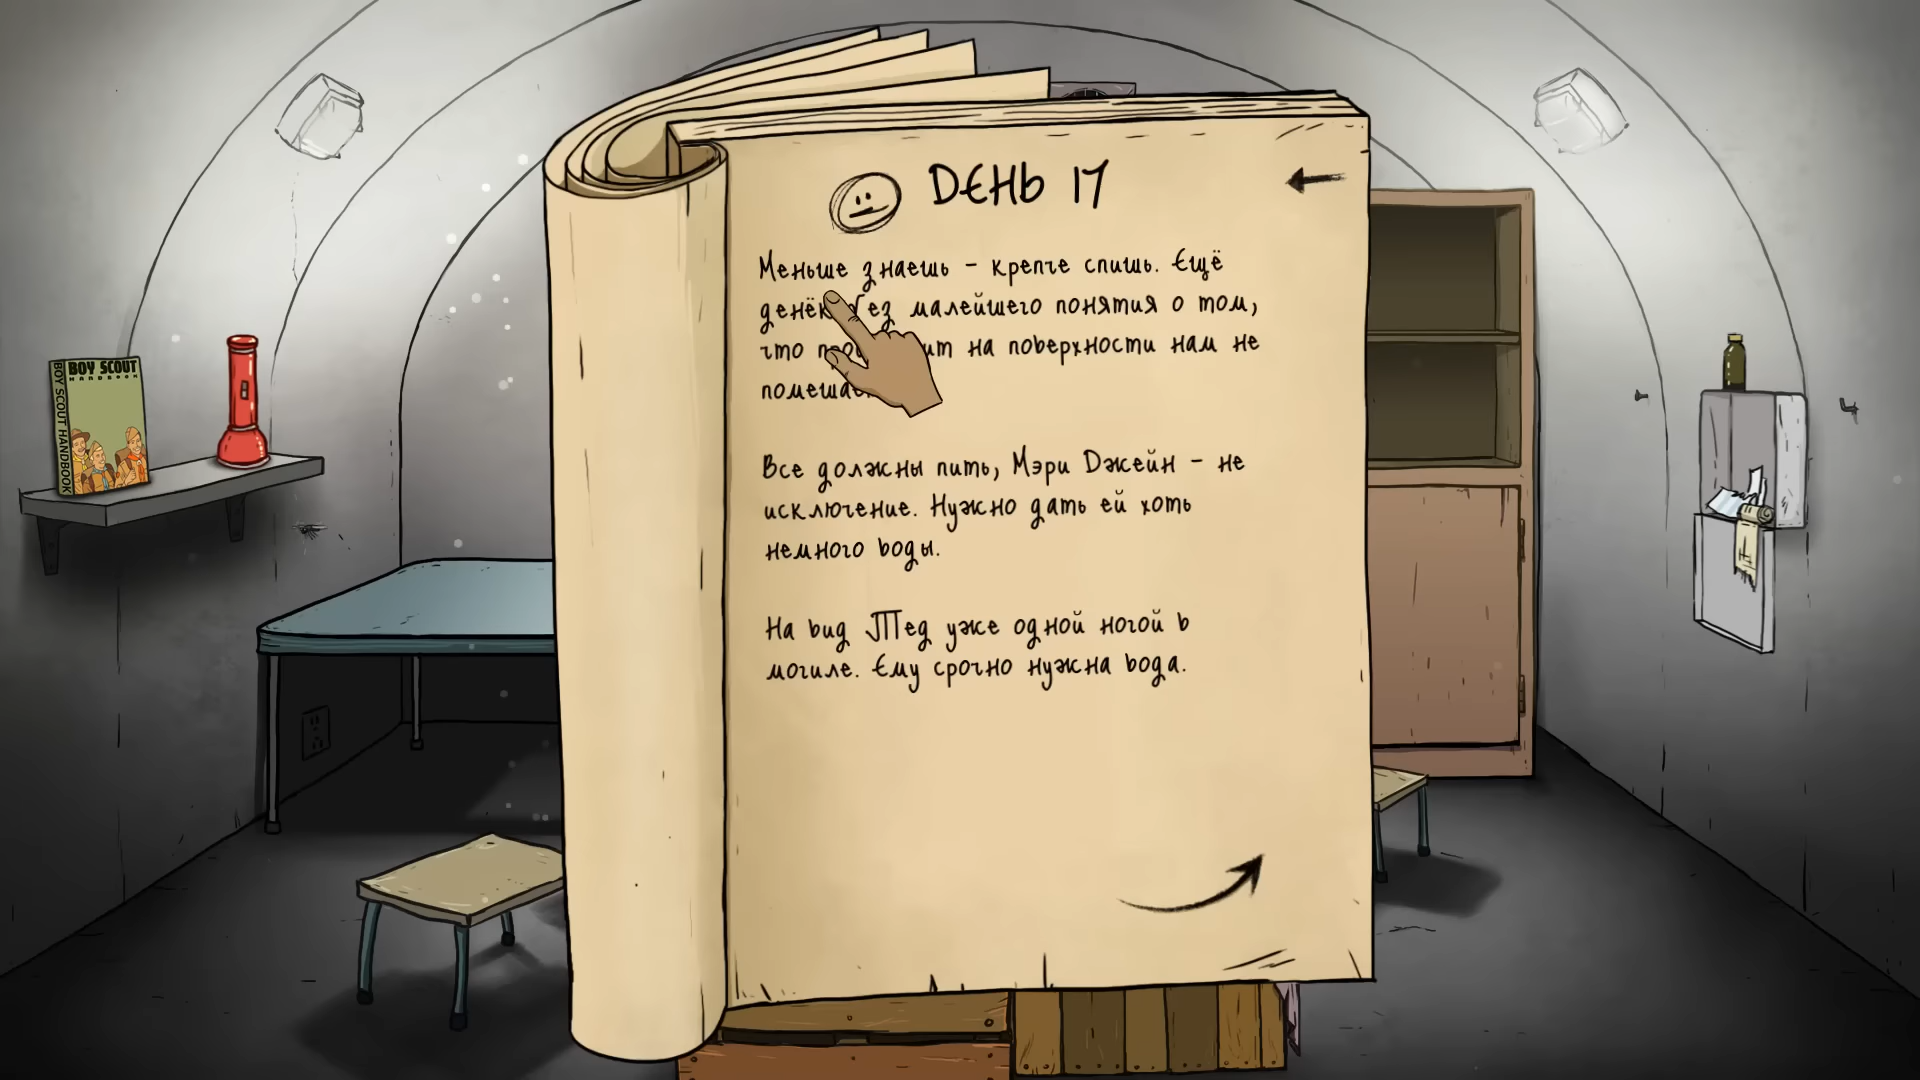 BOY SCOUT
HANDBOOK
BOY SCOUT HANDBOOK
ДЕНЬ 17
Меньше знаешь - крепче спишь. Ещё
малейшего понятия о том,
что на поверхности нам не
Все должны пить, Мэри Джейн - не
исключение. Нужно дать ей хоть
немного воды.
На вид Тед уже одной ногой в
могиле. Ему срочно нужна вода.